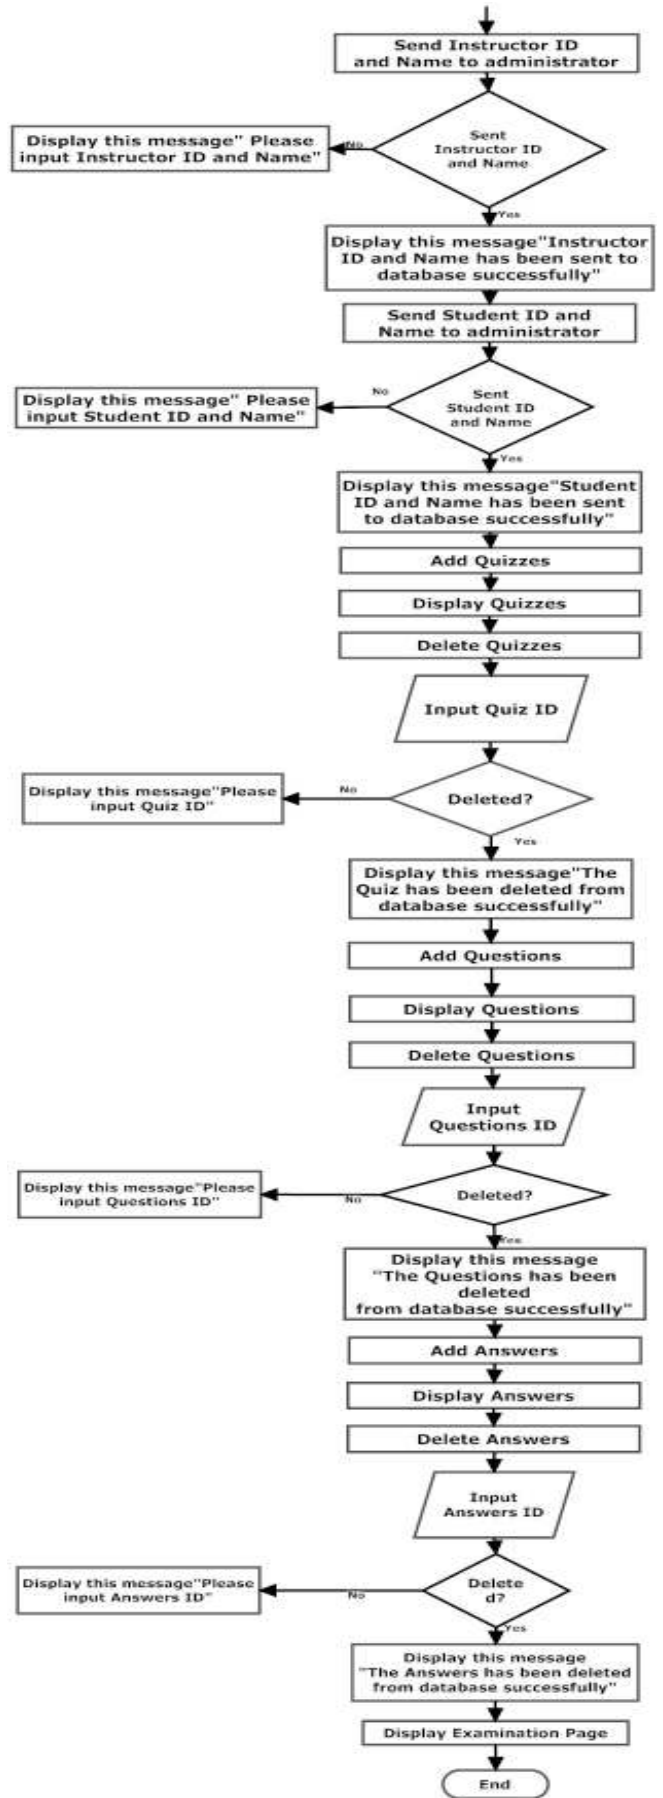 Send Instructor ID
and Name to administrator
Sent
Instructor ID
and Name
No
Display this message" Please
input Instructor ID and Name"
Yes
Display this message"Instructor
ID and Name has been sent to
database successfully"
Send Student ID and
Name to administrator
Sent
Student ID
and Name
No
Display this message" Please
input Student ID and Name"
Yes
Display this message"Student
ID and Name has been sent
to database successfully"
Add Quizzes
Display Quizzes
Delete Quizzes
Input Quiz ID
Deleted?
No
Display this message"Please
input Quiz ID"
Yes
Display this message"The
Quiz has been deleted from
database successfully"
Add Questions
Display Questions
Delete Questions
Input
Questions ID
Deleted?
No
Display this message"Please
input Questions ID"
Yes
Display this message
"The Questions has been
deleted
from database successfully"
Add Answers
Display Answers
Delete Answers
Input
Answers ID
Delete
d?
No
Display this message"Please
input Answers ID"
Yes
Display this message
"The Answers has been deleted
from database successfully"
Display Examination Page
End